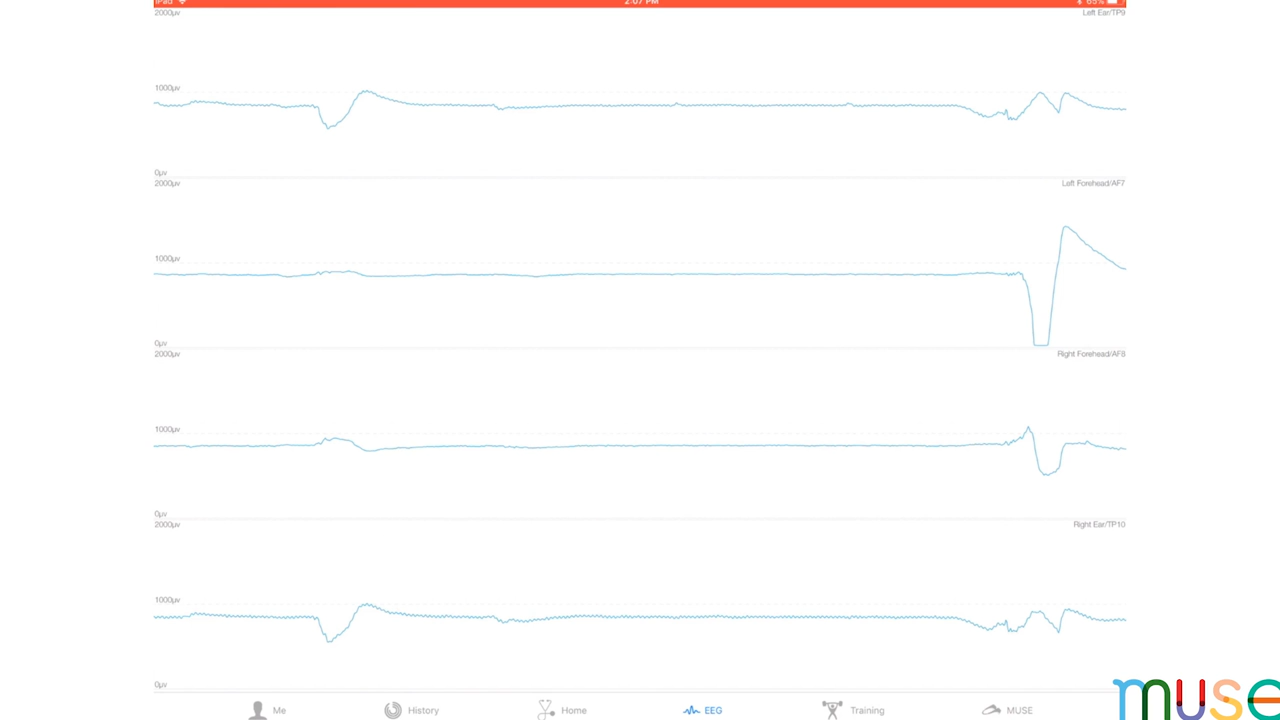 iPad 2:07 PM 65%
2000µv Left Ear/TP9
1000µv
0µv
2000µv Left Forehead/AF7
1000µv
0µv
2000µv Right Forehead/AF8
1000µv
0µv
2000µv Right Ear/TP10
1000µv
0µv
Me History Home EEG Training MUSE
muse